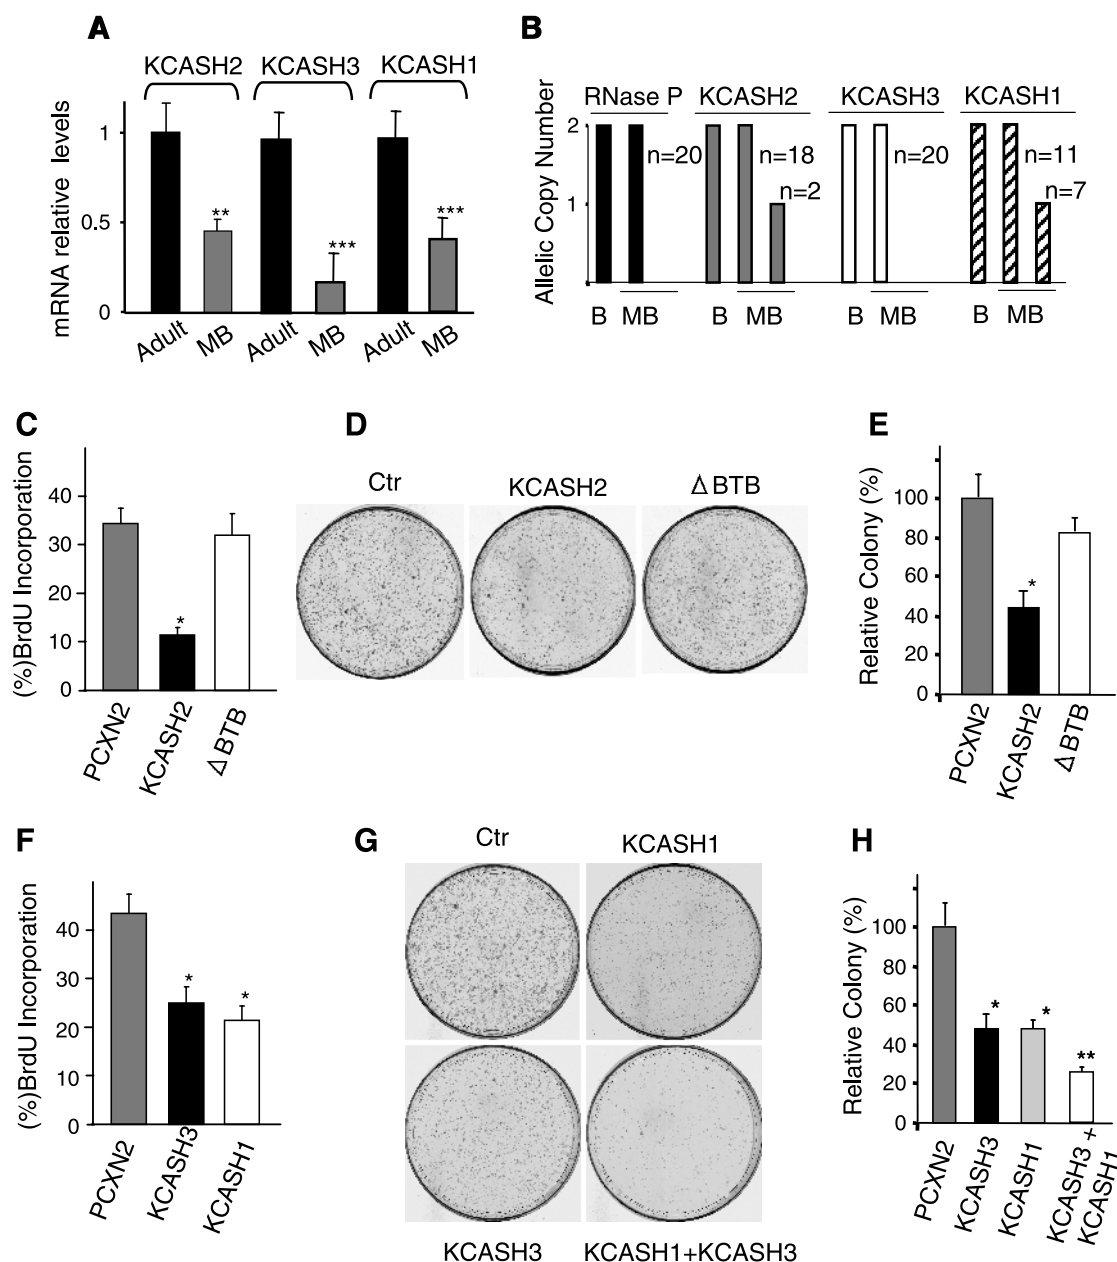 A
KCASH2 KCASH3 KCASH1
mRNA relative levels
1
0.5
0
** *** ***
Adult MB Adult MB Adult MB
B
RNase P KCASH2 KCASH3 KCASH1
Allelic Copy Number
2
1
n=20 n=18 n=20 n=11
n=2 n=7
B MB B MB B MB B MB
C
(%)BrdU Incorporation
40
30
20
10
0
*
PCXN2 KCASH2 ΔBTB
D
Ctr KCASH2 ΔBTB
E
Relative Colony (%)
100
80
60
40
20
0
*
PCXN2 KCASH2 ΔBTB
F
(%)BrdU Incorporation
40
30
20
10
0
* *
PCXN2 KCASH3 KCASH1
G
Ctr KCASH1
KCASH3 KCASH1+KCASH3
H
Relative Colony (%)
100
80
60
40
20
0
* * **
PCXN2 KCASH3 KCASH1 KCASH3 +
KCASH1